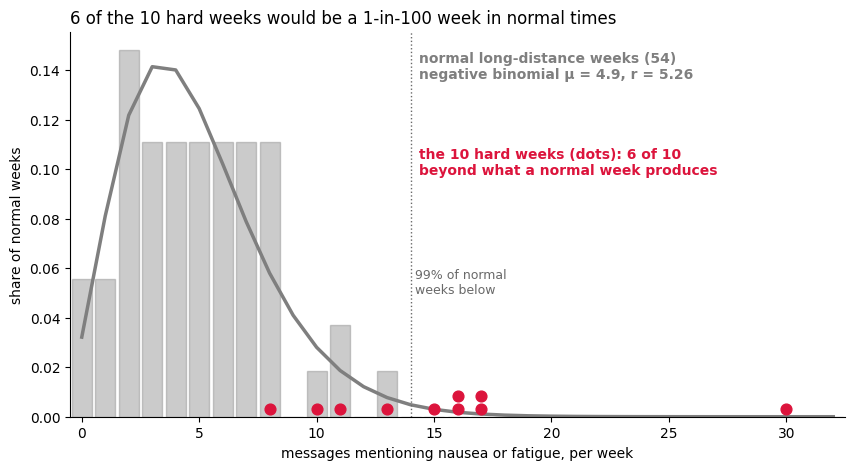 6 of the 10 hard weeks would be a 1-in-100 week in normal times
normal long-distance weeks (54)
negative binomial μ = 4.9, r = 5.26
the 10 hard weeks (dots): 6 of 10
beyond what a normal week produces
99% of normal
weeks below
share of normal weeks
0.14
0.12
0.10
0.08
0.06
0.04
0.02
0.00
0 5 10 15 20 25 30
messages mentioning nausea or fatigue, per week